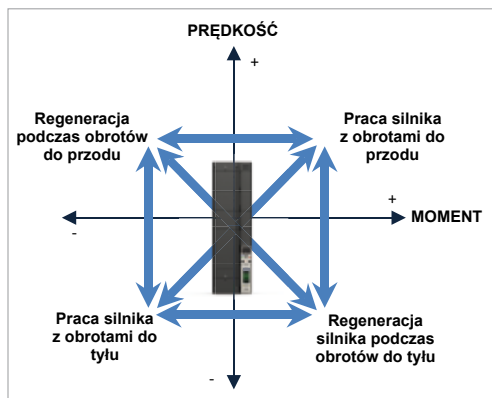 PRĘDKOŚĆ
+
Regeneracja
podczas obrotów
do przodu
Praca silnika
z obrotami do
przodu
+
MOMENT
-
Praca silnika
z obrotami do
tyłu
Regeneracja
silnika podczas
obrotów do tyłu
-